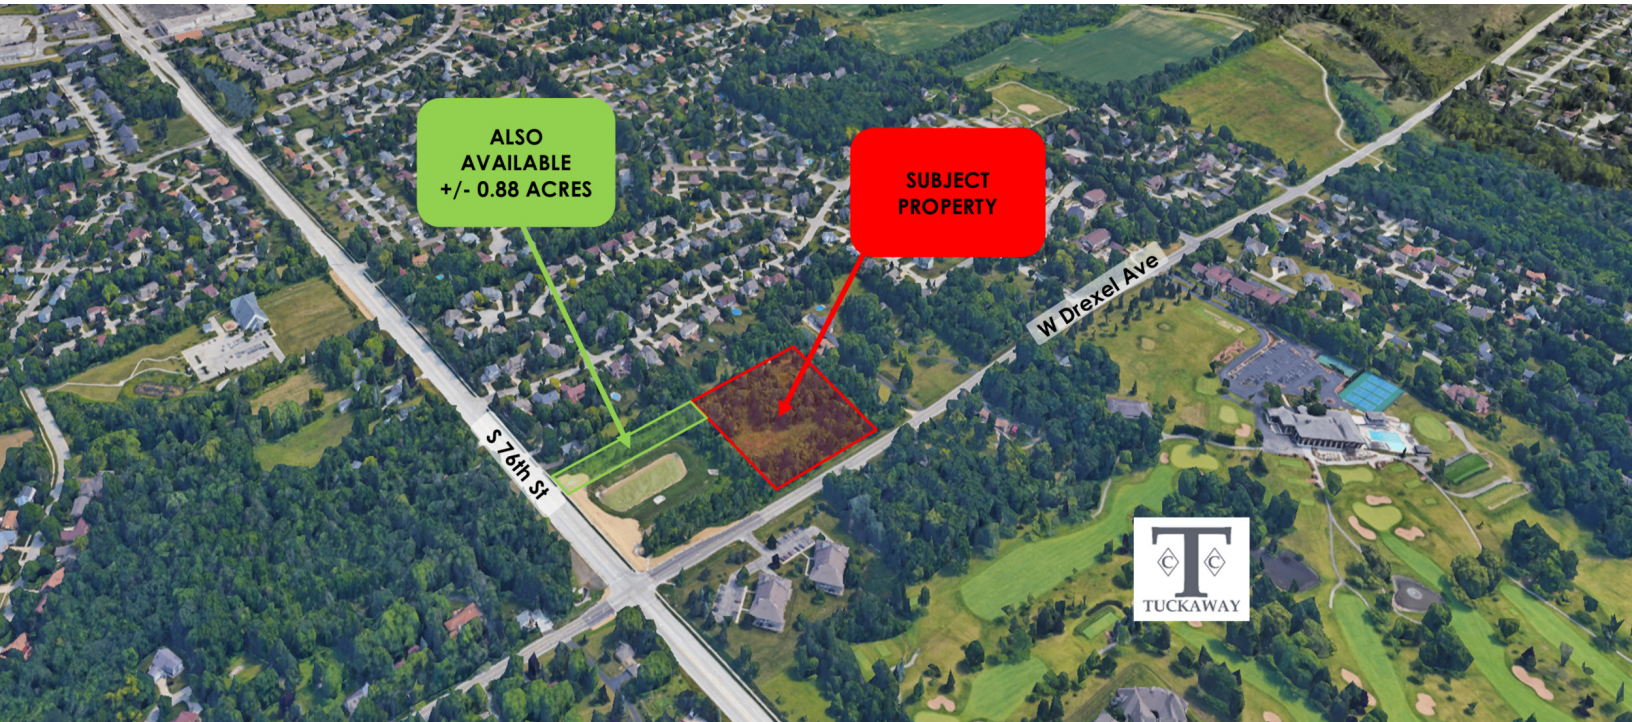 ALSO
AVAILABLE
+/- 0.88 ACRES
SUBJECT
PROPERTY
W Drexel Ave
S 76th St
C T C
TUCKAWAY